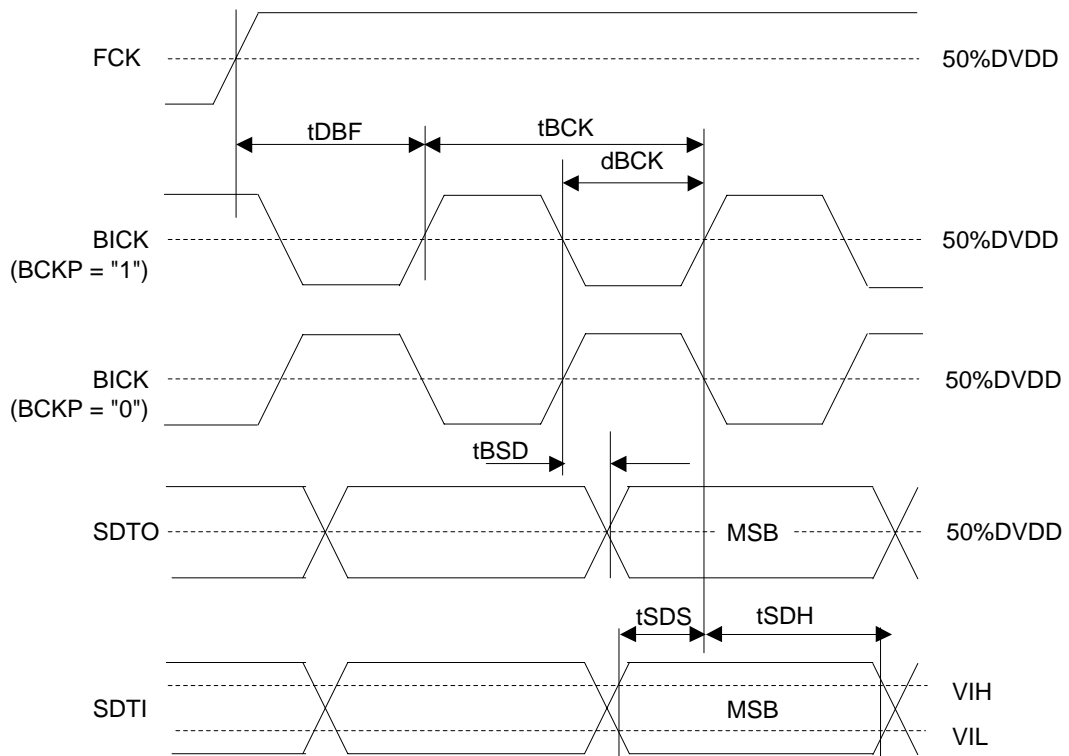 FCK
50%DVDD
tDBF
tBCK
dBCK
BICK
(BCKP = "1")
50%DVDD
BICK
(BCKP = "0")
50%DVDD
tBSD
SDTO
MSB
50%DVDD
tSDS
tSDH
SDTI
MSB
VIH
VIL